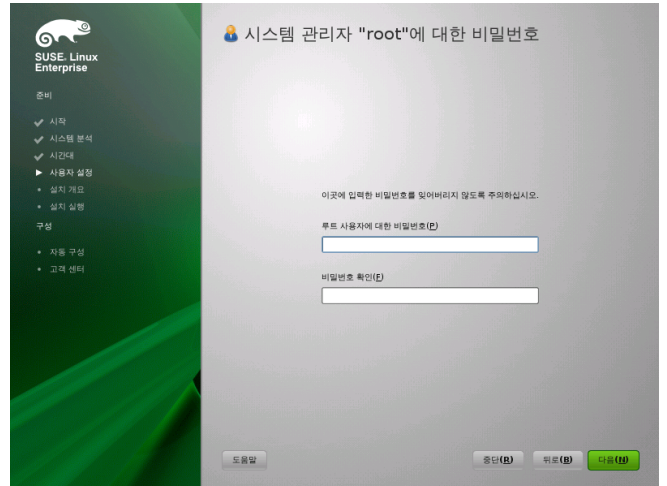 SUSE. Linux
Enterprise
준비
시작
시스템 분석
시간대
사용자 설정
설치 개요
설치 실행
구성
자동 구성
고객 센터
시스템 관리자 "root"에 대한 비밀번호
이곳에 입력한 비밀번호를 잊어버리지 않도록 주의하십시오.
루트 사용자에 대한 비밀번호(P)
비밀번호 확인(F)
도움말
중단(R)
뒤로(B)
다음(N)